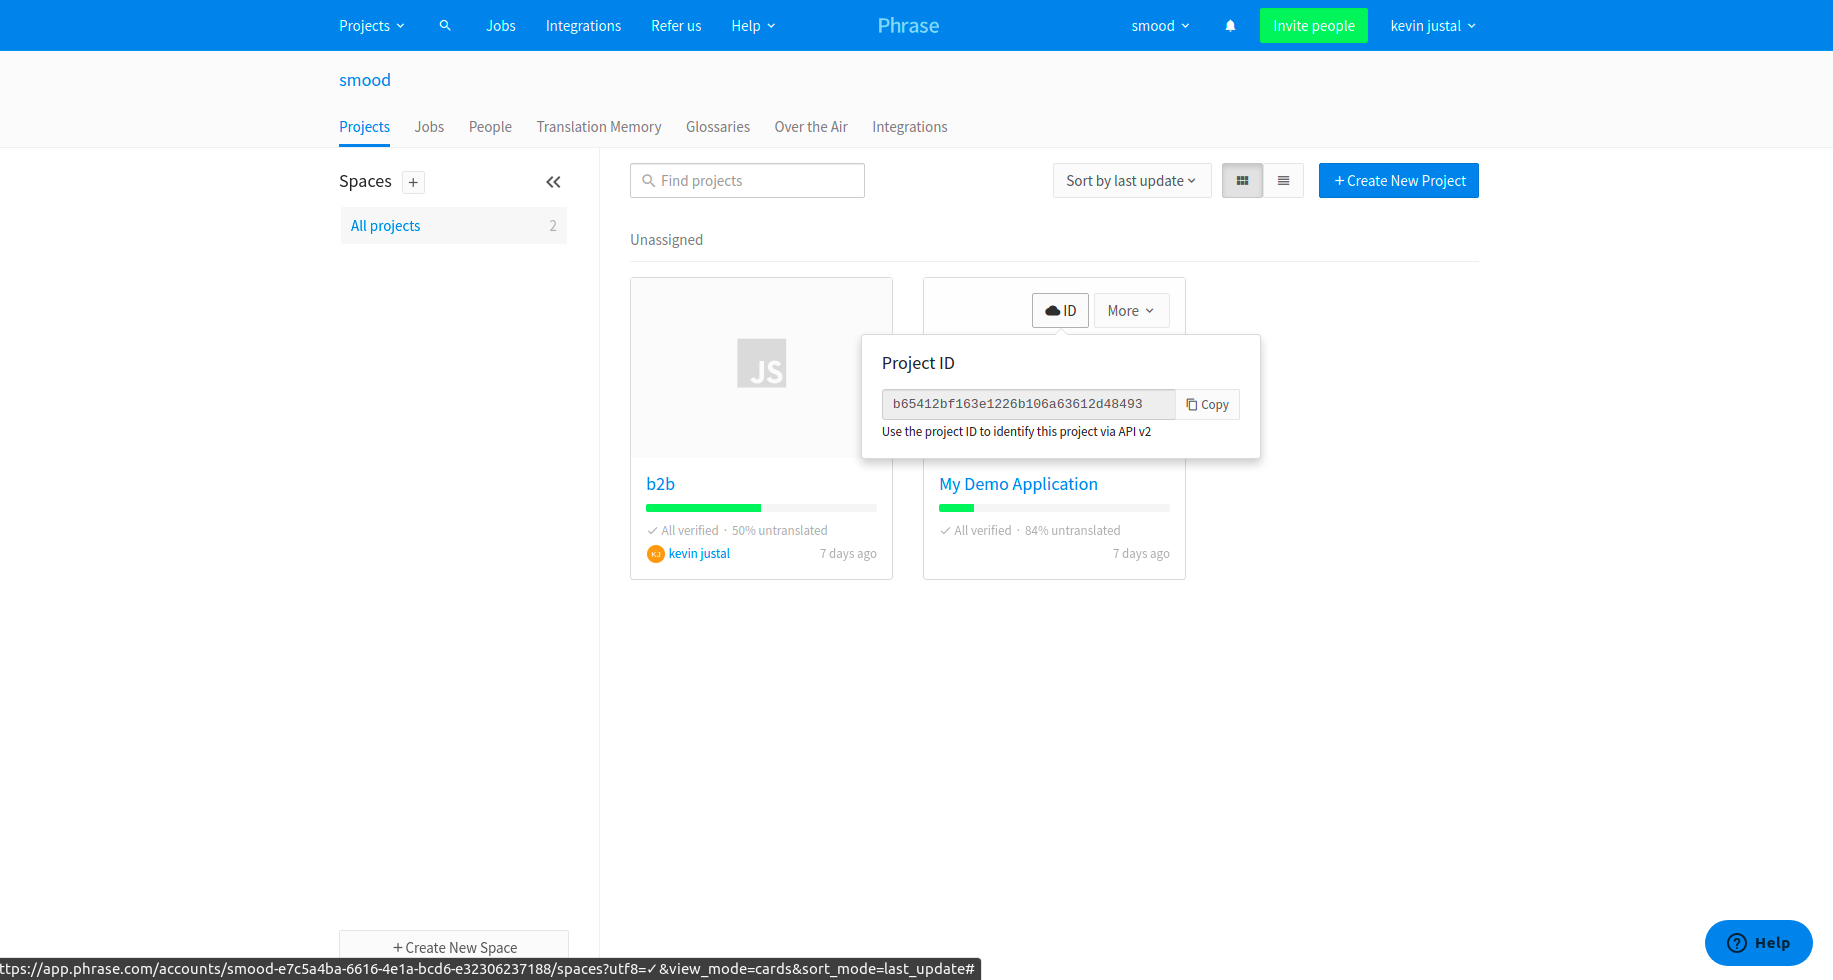 Projects Jobs Integrations Refer us Help Phrase smood Invite people kevin justal
smood
Projects Jobs People Translation Memory Glossaries Over the Air Integrations
Spaces +
All projects 2
Find projects Sort by last update +Create New Project
Unassigned
ID More
JS
Project ID
b65412bf163e1226b106a63612d48493 Copy
Use the project ID to identify this project via API v2
b2b
All verified · 50% untranslated
KJ kevin justal 7 days ago
My Demo Application
All verified · 84% untranslated
7 days ago
+Create New Space
? Help
ttps://app.phrase.com/accounts/smood-e7c5a4ba-6616-4e1a-bcd6-e32306237188/spaces?utf8=✓&view_mode=cards&sort_mode=last_update#